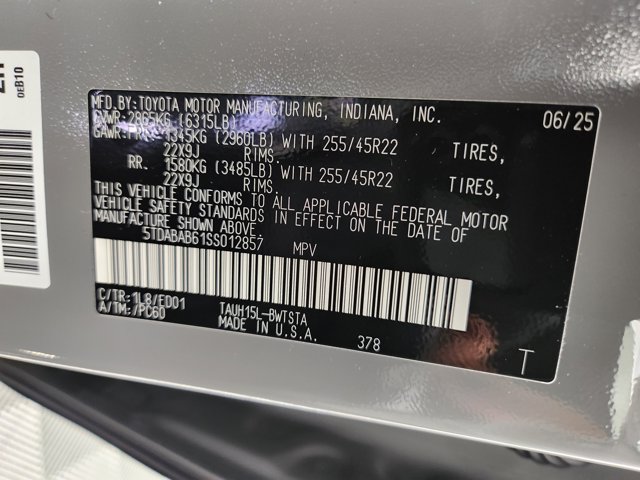 0EB10
MFD.BY:TOYOTA MOTOR MANUFACTURING, INDIANA, INC. 06/25
GVWR:2865KG (6315LB)
GAWR:FRT. 1345KG (2960LB) WITH 255/45R22 TIRES,
22X9J RIMS.
RR. 1580KG (3485LB) WITH 255/45R22 TIRES,
22X9J RIMS.
THIS VEHICLE CONFORMS TO ALL APPLICABLE FEDERAL MOTOR
VEHICLE SAFETY STANDARDS IN EFFECT ON THE DATE OF
MANUFACTURE SHOWN ABOVE.
5TDABAB61SS012857 MPV
C/TR:1L8/ED01 TAUH15L-BWTSTA
A/TM:/PC60 MADE IN U.S.A. 378
T